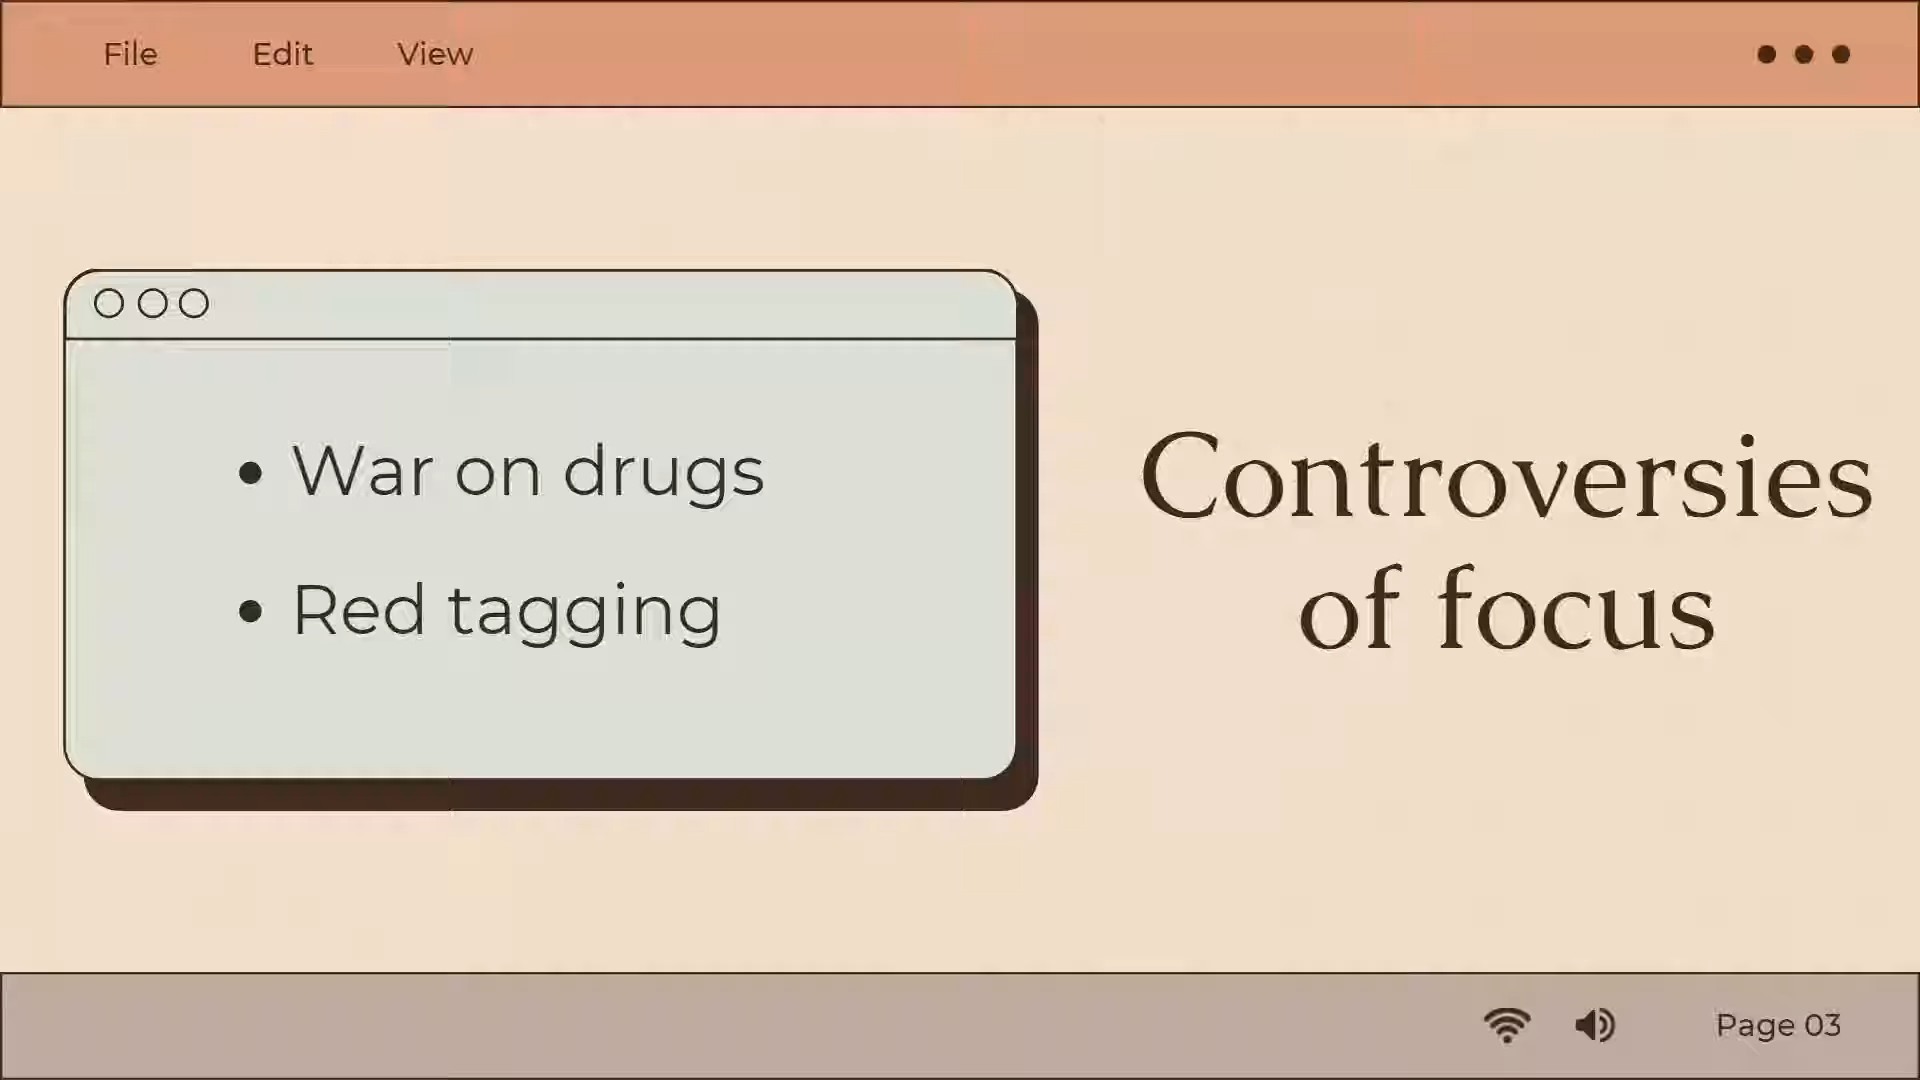 File Edit View
• War on drugs
• Red tagging
Controversies
of focus
Page 03